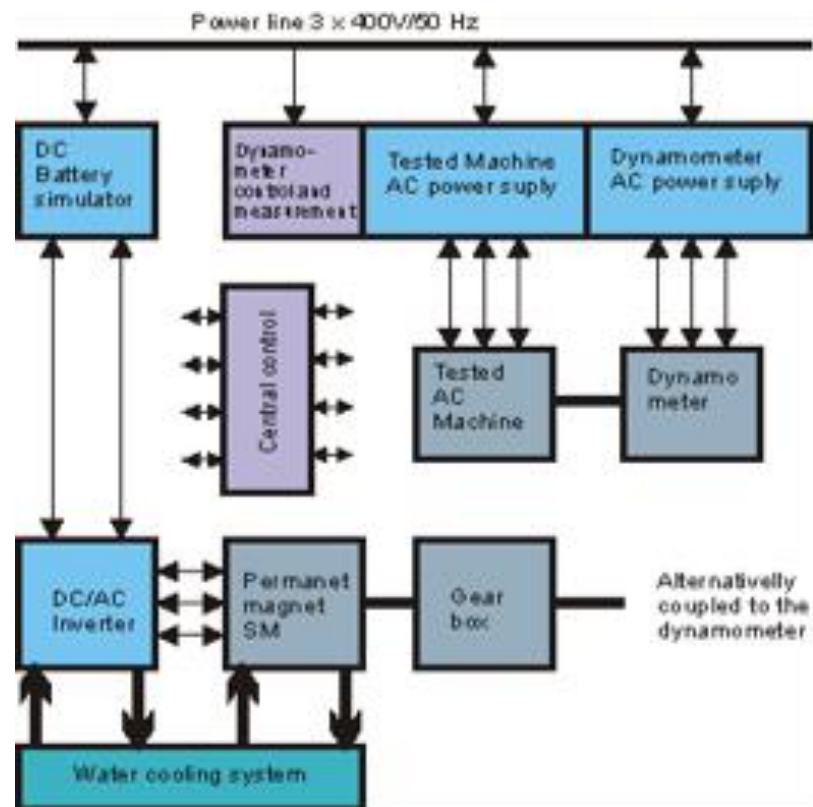 Power line 3 x 400V//50 Hz
DC
Battery
simulator
Dynamo-
meter
control and
measurement
Tested Machine
AC power suply
Dynamometer
AC power suply
Central control
Tested
AC
Machine
Dynamo
meter
DC/AC
Inverter
Permanet
magnet
SM
Gear
box
Alternativelly
coupled to the
dynamometer
Water cooling system